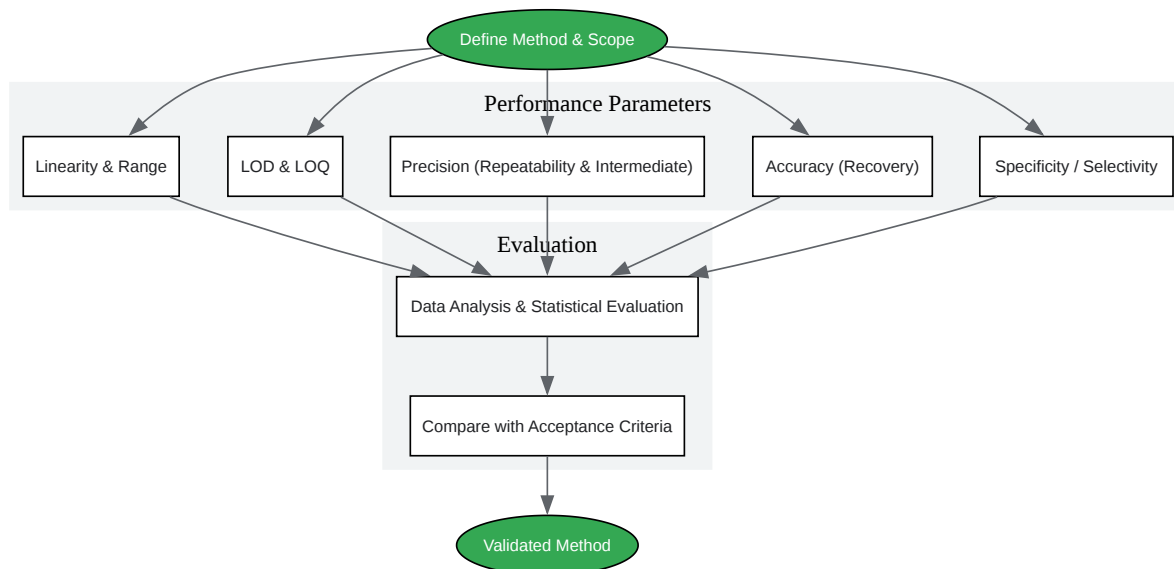 Define Method & Scope
Performance Parameters
Linearity & Range
LOD & LOQ
Precision (Repeatability & Intermediate)
Accuracy (Recovery)
Specificity / Selectivity
Evaluation
Data Analysis & Statistical Evaluation
Compare with Acceptance Criteria
Validated Method